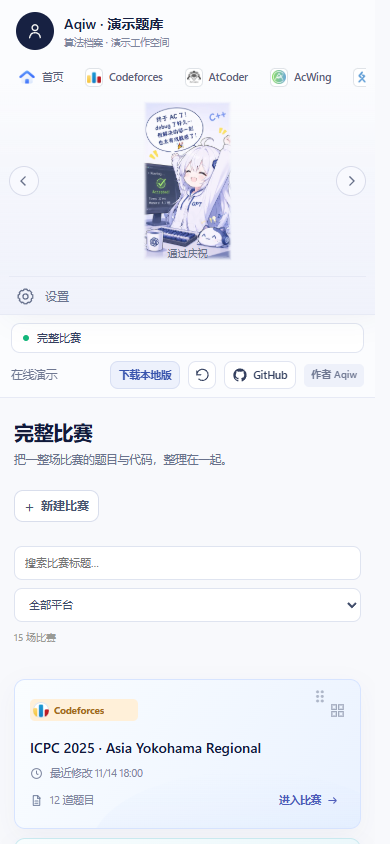 Aqiw · 演示题库
算法档案 · 演示工作空间
首页
Codeforces
AtCoder
AcWing
终于 AC 了!
debug 了好久…
C++
Accepted
GPT
通过庆祝
设置
完整比赛
在线演示
下载本地版
GitHub
作者 Aqiw
完整比赛
把一整场比赛的题目与代码，整理在一起。
+ 新建比赛
搜索比赛标题...
全部平台
15 场比赛
Codeforces
ICPC 2025 · Asia Yokohama Regional
最近修改 11/14 18:00
12 道题目
进入比赛 →